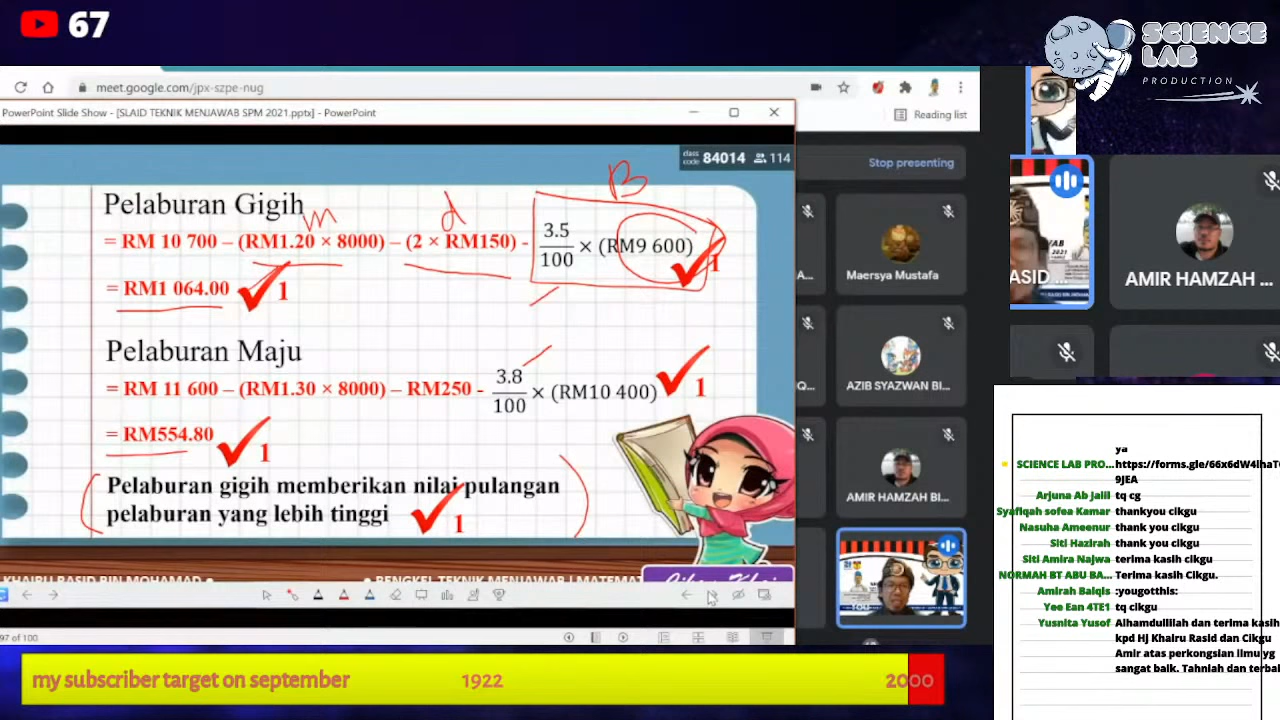 67
SCIENCE
LAB
PRODUCTION
meet.google.com/jpx-szpe-nug
PowerPoint Slide Show - [SLAID TEKNIK MENJAWAB SPM 2021.pptx] - PowerPoint
Reading list
class code 84014 114
Stop presenting
B
Pelaburan Gigih
m d
= RM 10 700 – (RM1.20 × 8000) – (2 × RM150) - 3.5/100 × (RM9 600) 1
= RM1 064.00 1
Pelaburan Maju
= RM 11 600 – (RM1.30 × 8000) – RM250 - 3.8/100 × (RM10 400) 1
= RM554.80 1
Pelaburan gigih memberikan nilai pulangan
pelaburan yang lebih tinggi 1
KHAIRU RASID BIN MOHAMAD
BENGKEL TEKNIK MENJAWAB | MATEMAT
97 of 100
Maersya Mustafa
AZIB SYAZWAN BI...
AMIR HAMZAH BI...
YOU
ASID
AMIR HAMZAH ...
ya
SCIENCE LAB PRO... https://forms.gle/66x6dW4lhaT
9JEA
Arjuna Ab Jalil tq cg
Syafiqah sofea Kamar thankyou cikgu
Nasuha Ameenur thank you cikgu
Siti Hazirah thank you cikgu
Siti Amira Najwa terima kasih cikgu
NORMAH BT ABU BA... Terima kasih Cikgu.
Amirah Balqis :yougotthis:
Yee Ean 4TE1 tq cikgu
Yusnita Yusof Alhamdulillah dan terima kasih
kpd Hj Khairu Rasid dan Cikgu
Amir atas perkongsian ilmu yg
sangat baik. Tahniah dan terbai
my subscriber target on september 1922 2000